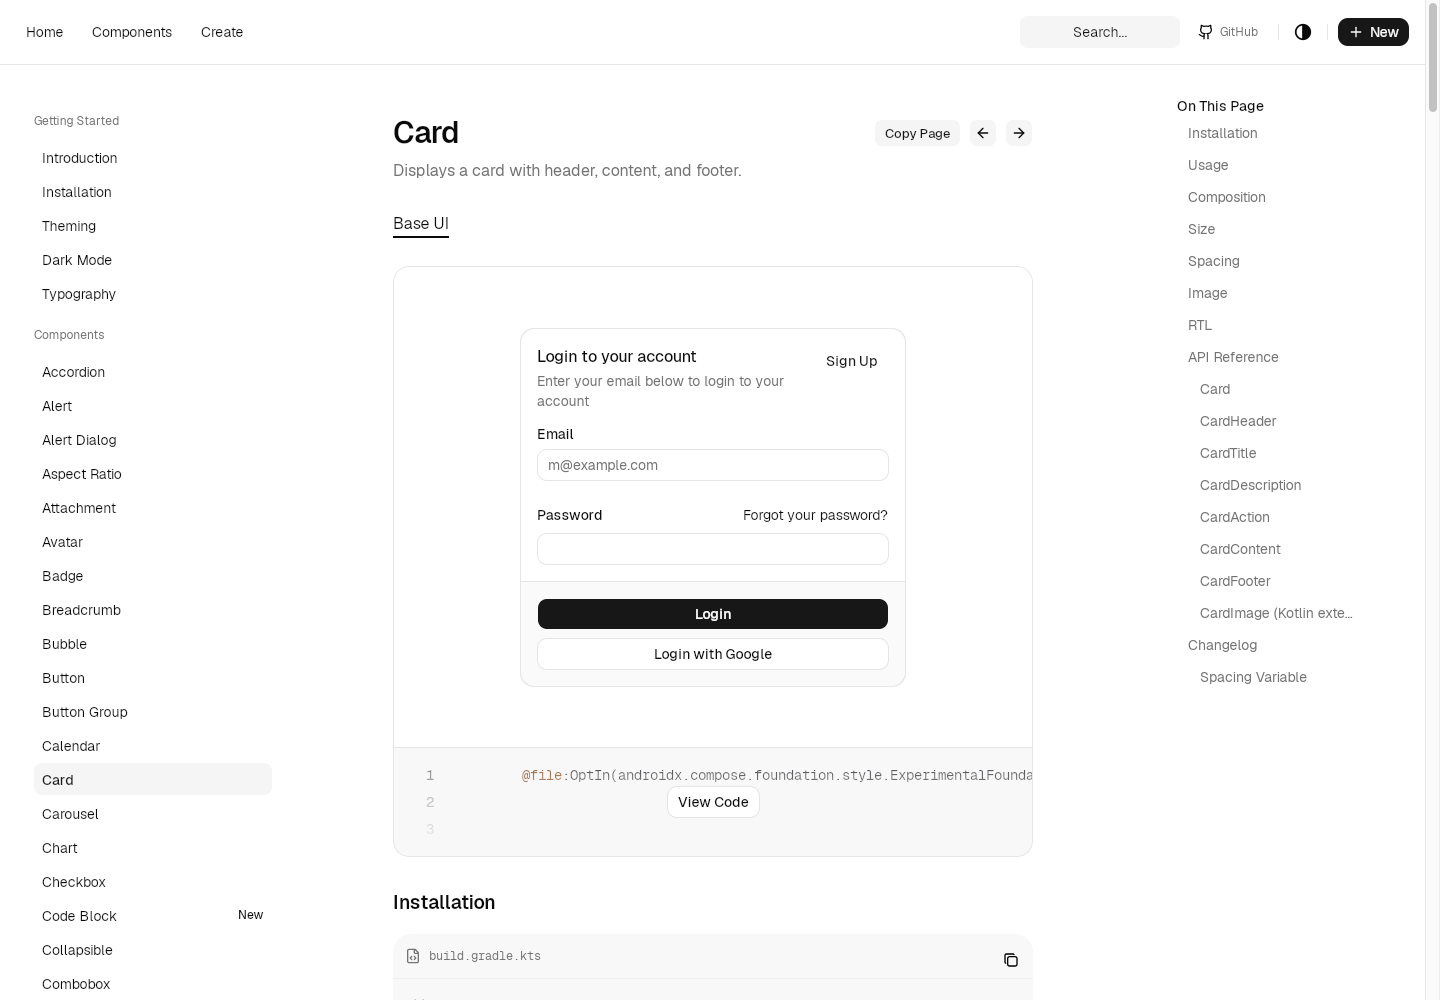 Home
Components
Create
Search...
GitHub
New
Getting Started
Introduction
Installation
Theming
Dark Mode
Typography
Components
Accordion
Alert
Alert Dialog
Aspect Ratio
Attachment
Avatar
Badge
Breadcrumb
Bubble
Button
Button Group
Calendar
Card
Carousel
Chart
Checkbox
Code Block New
Collapsible
Combobox
Card
Copy Page
Displays a card with header, content, and footer.
Base UI
Login to your account
Sign Up
Enter your email below to login to your
account
Email
m@example.com
Password
Forgot your password?
Login
Login with Google
1 @file:OptIn(androidx.compose.foundation.style.ExperimentalFounda
2
View Code
3
Installation
build.gradle.kts
On This Page
Installation
Usage
Composition
Size
Spacing
Image
RTL
API Reference
Card
CardHeader
CardTitle
CardDescription
CardAction
CardContent
CardFooter
CardImage (Kotlin exte...
Changelog
Spacing Variable